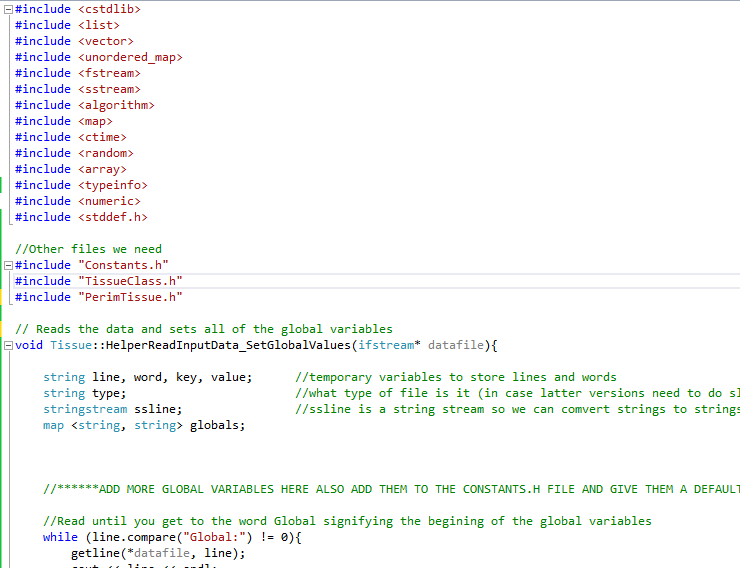 #include <cstdlib>
#include <list>
#include <vector>
#include <unordered_map>
#include <fstream>
#include <sstream>
#include <algorithm>
#include <map>
#include <ctime>
#include <random>
#include <array>
#include <typeinfo>
#include <numeric>
#include <stddef.h>
//Other files we need
#include "Constants.h"
#include "TissueClass.h"
#include "PerimTissue.h"
// Reads the data and sets all of the global variables
void Tissue::HelperReadInputData_SetGlobalValues(ifstream* datafile){
string line, word, key, value; //temporary variables to store lines and words
string type; //what type of file is it (in case latter versions need to do
stringstream ssline; //ssline is a string stream so we can comvert strings to strings
map <string, string> globals;
//******ADD MORE GLOBAL VARIABLES HERE ALSO ADD THEM TO THE CONSTANTS.H FILE AND GIVE THEM A DEFAULT
//Read until you get to the word Global signifying the begining of the global variables
while (line.compare("Global:") != 0){
getline(*datafile, line);